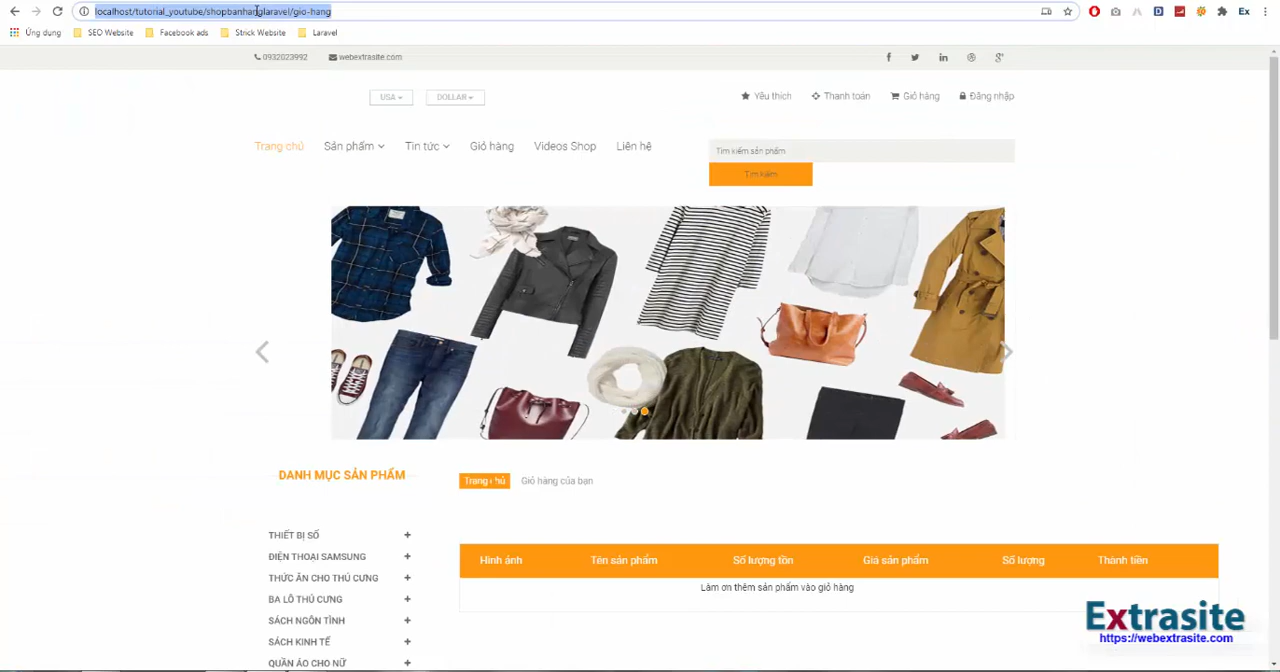 localhost/tutorial_youtube/shopbanhanglaravel/gio-hang
Ex
Ứng dụng SEO Website Facebook ads Strick Website Laravel
0932023992 webextrasite.com
USA DOLLAR Yêu thích Thanh toán Giỏ hàng Đăng nhập
Trang chủ Sản phẩm Tin tức Giỏ hàng Videos Shop Liên hệ
Tìm kiếm sản phẩm
Tìm kiếm
DANH MỤC SẢN PHẨM
Trang chủ Giỏ hàng của bạn
THIẾT BỊ SỐ +
ĐIỆN THOẠI SAMSUNG +
THỨC ĂN CHO THÚ CƯNG +
BA LÔ THÚ CƯNG +
SÁCH NGÔN TÌNH +
SÁCH KINH TẾ +
QUẦN ÁO CHO NỮ +
Hình ảnh Tên sản phẩm Số lượng tồn Giá sản phẩm Số lượng Thành tiền
Làm ơn thêm sản phẩm vào giỏ hàng
Extrasite
https://webextrasite.com